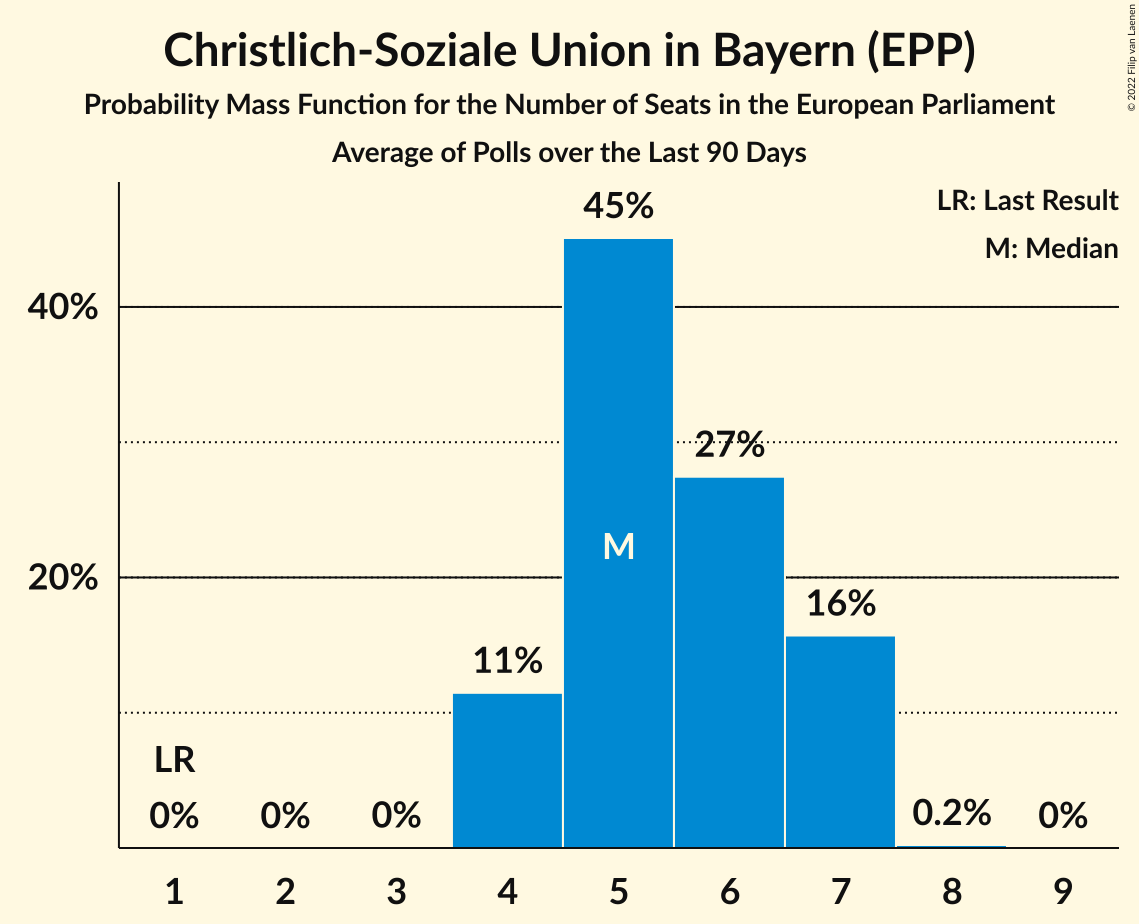 Christlich-Soziale Union in Bayern (EPP)
Probability Mass Function for the Number of Seats in the European Parliament
Average of Polls over the Last 90 Days
© 2022 Filip van Laenen
LR: Last Result
M: Median
45%
40%
27%
M
20%
16%
11%
LR
0% 0% 0% 0.2% 0%
1 2 3 4 5 6 7 8 9